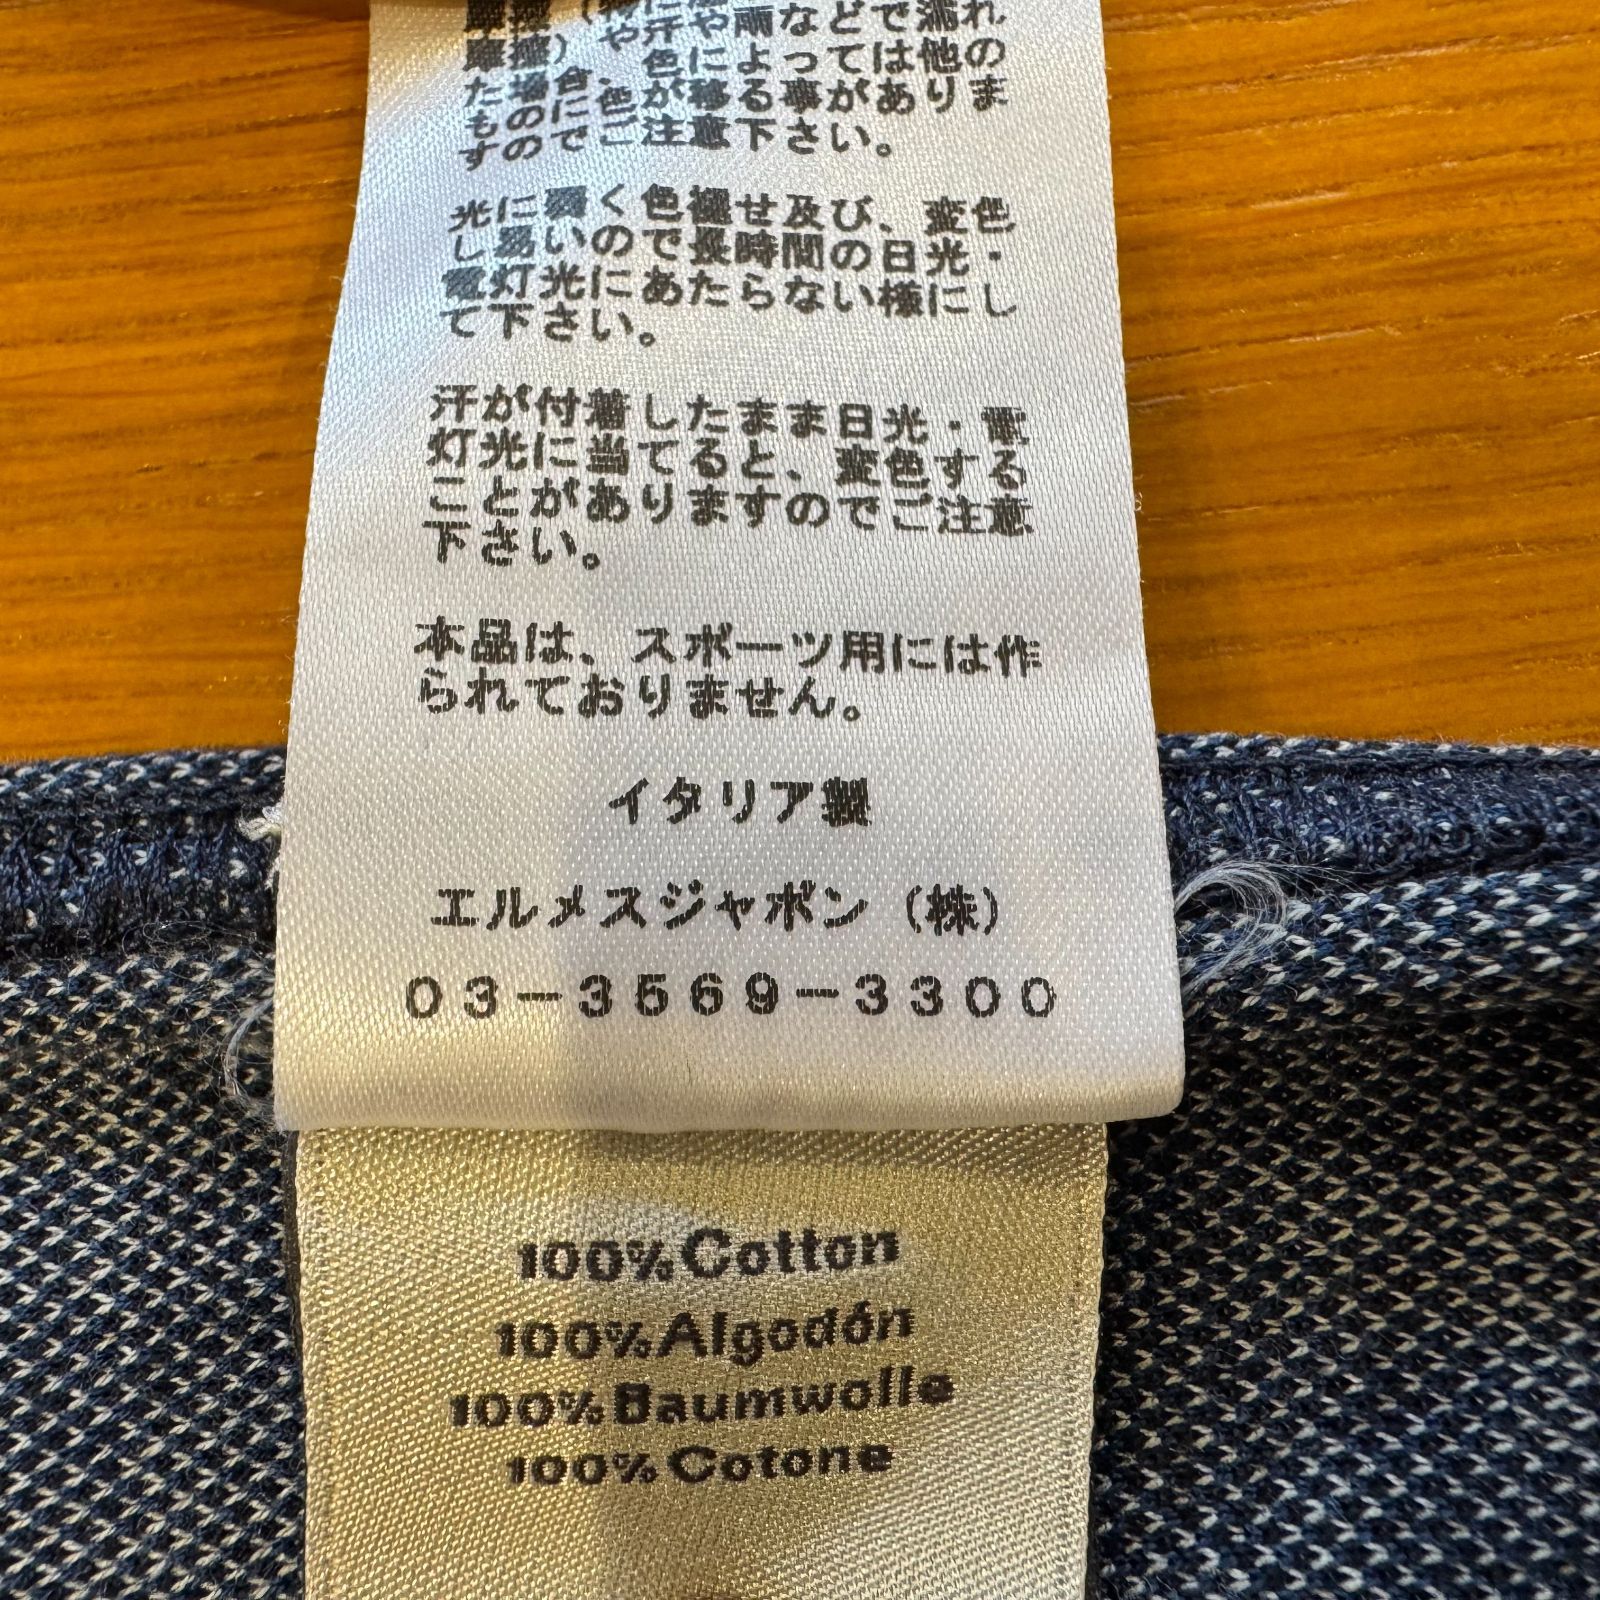 摩擦（特に汗や雨などで濡れ
た場合、色によっては他の
ものに色が移る事がありま
すのでご注意下さい。
光に弱く色褪せ及び、変色
し易いので長時間の日光・
電灯光にあたらない様にし
て下さい。
汗が付着したまま日光・電
灯光に当てると、変色する
ことがありますのでご注意
下さい。
本品は、スポーツ用には作
られておりません。
イタリア製
エルメスジャポン（株）
03-3569-3300
100%Cotton
100%Algodón
100%Baumwolle
100%Cotone